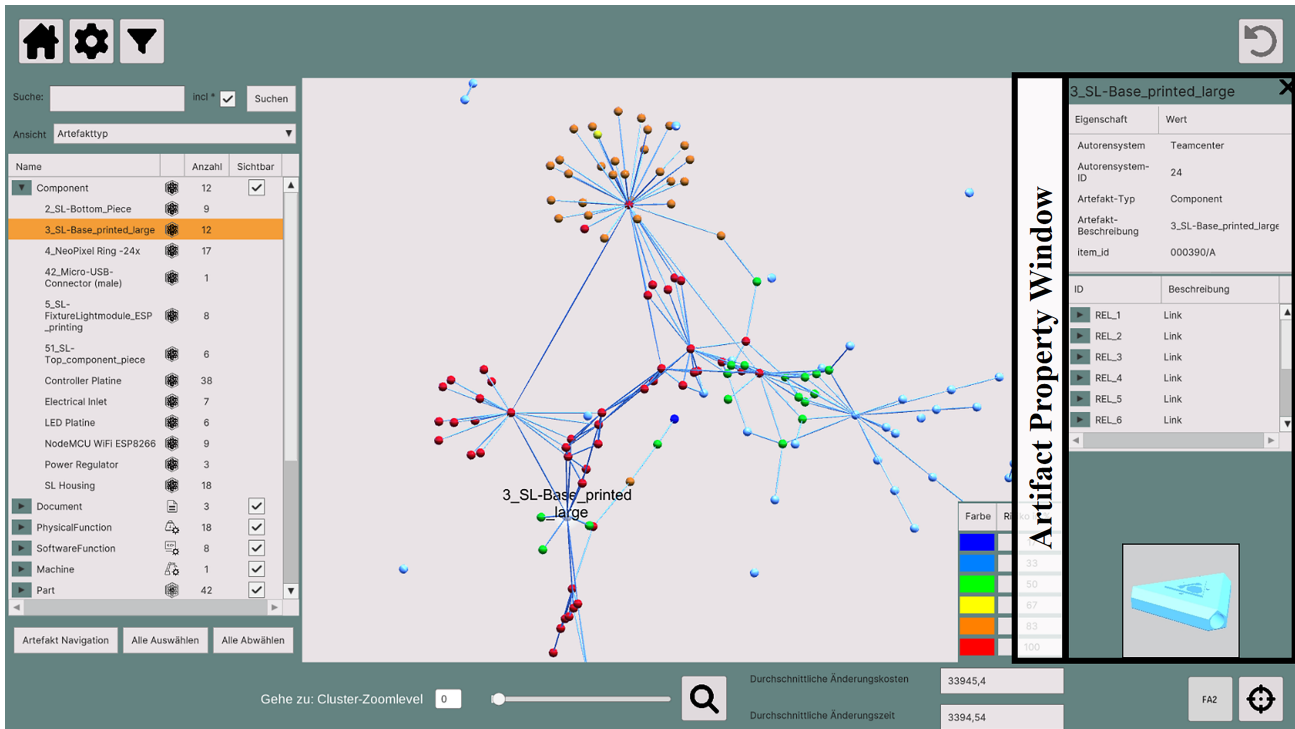 Suche:
incl *
Suchen
Ansicht
Artefakttyp
Name
Anzahl
Sichtbar
Component
12
2_SL-Bottom_Piece
9
3_SL-Base_printed_large
12
4_NeoPixel Ring -24x
17
42_Micro-USB-
Connector (male)
1
5_SL-
FixtureLightmodule_ESP
_printing
8
51_SL-
Top_component_piece
6
Controller Platine
38
Electrical Inlet
7
LED Platine
6
NodeMCU WiFi ESP8266
9
Power Regulator
3
SL Housing
18
Document
3
PhysicalFunction
18
SoftwareFunction
8
Machine
1
Part
42
Artefakt Navigation
Alle Auswählen
Alle Abwählen
3_SL-Base_printed
_large
Farbe
33
50
67
83
100
Artifact Property Window
3_SL-Base_printed_large
Eigenschaft
Wert
Autorensystem
Teamcenter
Autorensystem-
ID
24
Artefakt-Typ
Component
Artefakt-
Beschreibung
3_SL-Base_printed_large
item_id
000390/A
ID
Beschreibung
REL_1
Link
REL_2
Link
REL_3
Link
REL_4
Link
REL_5
Link
REL_6
Link
Gehe zu: Cluster-Zoomlevel
0
Durchschnittliche Änderungskosten
33945,4
Durchschnittliche Änderungszeit
3394,54
FA2